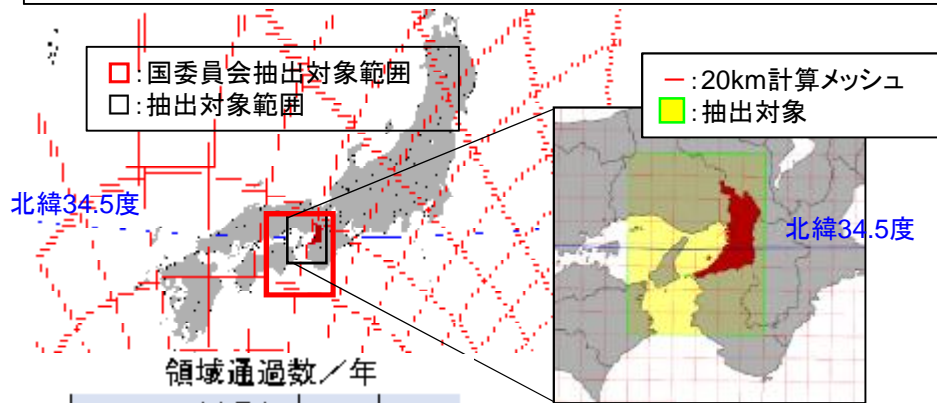 □:国委員会抽出対象範囲
□:抽出対象範囲
―:20km計算メッシュ
:抽出対象
北緯34.5度
北緯34.5度
領域通過数/年